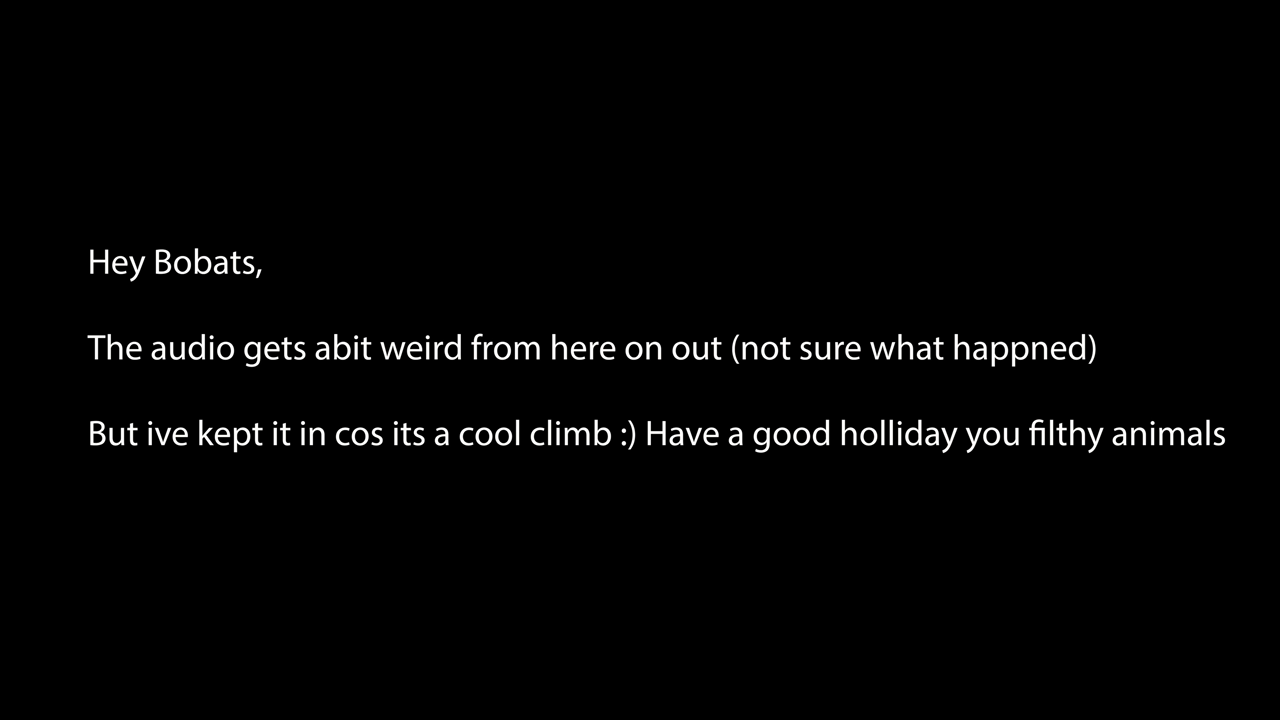 Hey Bobats,
The audio gets abit weird from here on out (not sure what happned)
But ive kept it in cos its a cool climb :) Have a good holliday you filthy animals